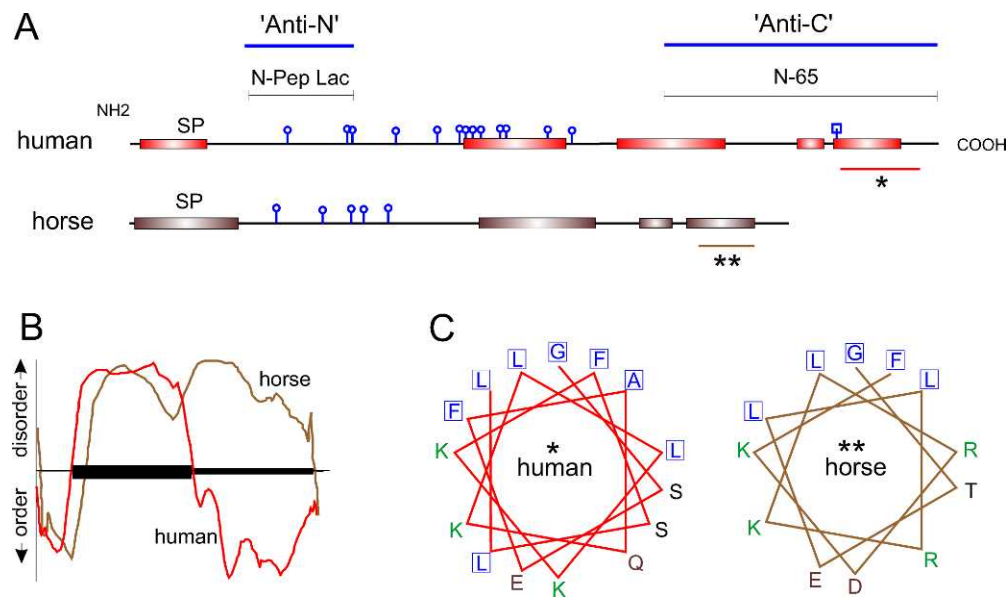 A
'Anti-N'
'Anti-C'
N-Pep Lac
N-65
NH2
SP
human
COOH
*
SP
horse
**
B
disorder
order
horse
human
C
L
L
G
F
A
F
K
L
S
K
S
L
E
K
Q
*
human
L
G
F
L
L
K
R
T
K
R
E
D
**
horse